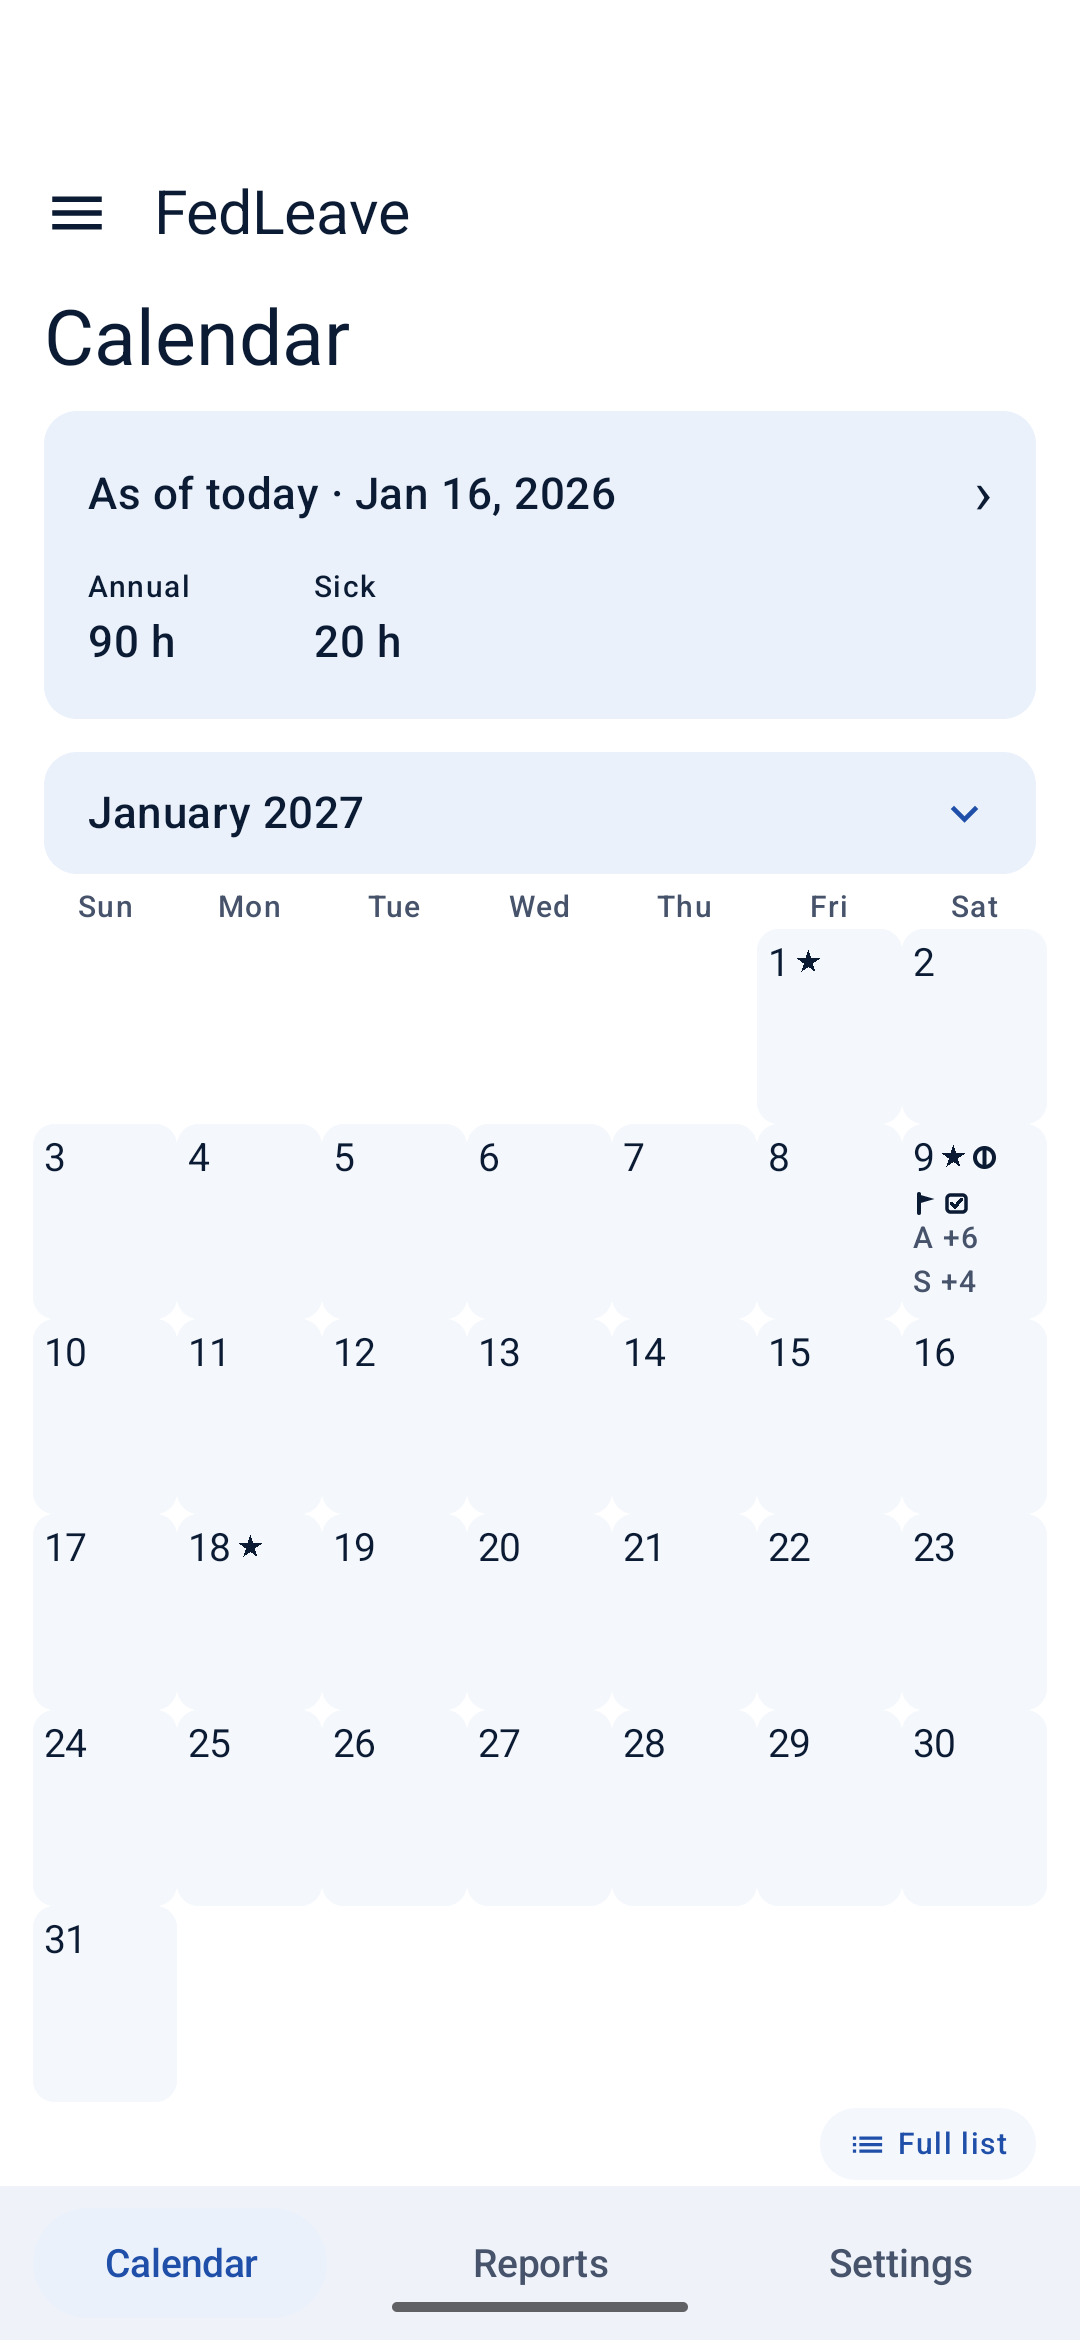 FedLeave
Calendar
As of today · Jan 16, 2026 ›
Annual Sick
90 h 20 h
January 2027
Sun Mon Tue Wed Thu Fri Sat
1 ★ 2
3 4 5 6 7 8 9 ★
A +6
S +4
10 11 12 13 14 15 16
17 18 ★ 19 20 21 22 23
24 25 26 27 28 29 30
31
Full list
Calendar Reports Settings